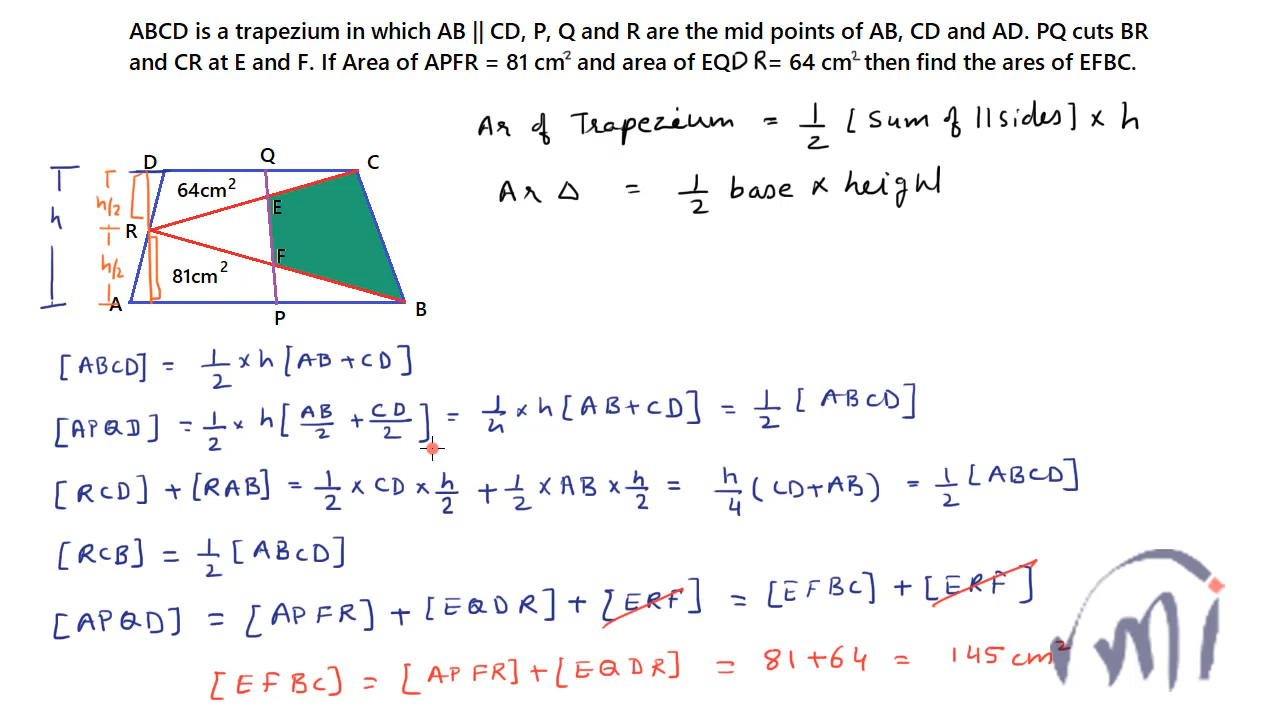 ABCD is a trapezium in which AB || CD, P, Q and R are the mid points of AB, CD and AD. PQ cuts BR
and CR at E and F. If Area of APFR = 81 cm² and area of EQDR= 64 cm² then find the ares of EFBC.
Ar of Trapezium = 1/2 [Sum of ||sides] × h
Ar Δ = 1/2 base × height
D Q C
h/2 64cm²
h E
R
h/2 F
81cm²
A P B
[ABCD] = 1/2 × h [AB + CD]
[APQD] = 1/2 × h [AB/2 + CD/2] = 1/4 × h [AB+CD] = 1/2 [ABCD]
[RCD] + [RAB] = 1/2 × CD × h/2 + 1/2 × AB × h/2 = h/4 (CD+AB) = 1/2 [ABCD]
[RCB] = 1/2 [ABCD]
[APQD] = [APFR] + [EQDR] + [ERF] = [EFBC] + [ERF]
[EFBC] = [APFR] + [EQDR] = 81+64 = 145 cm²
mi